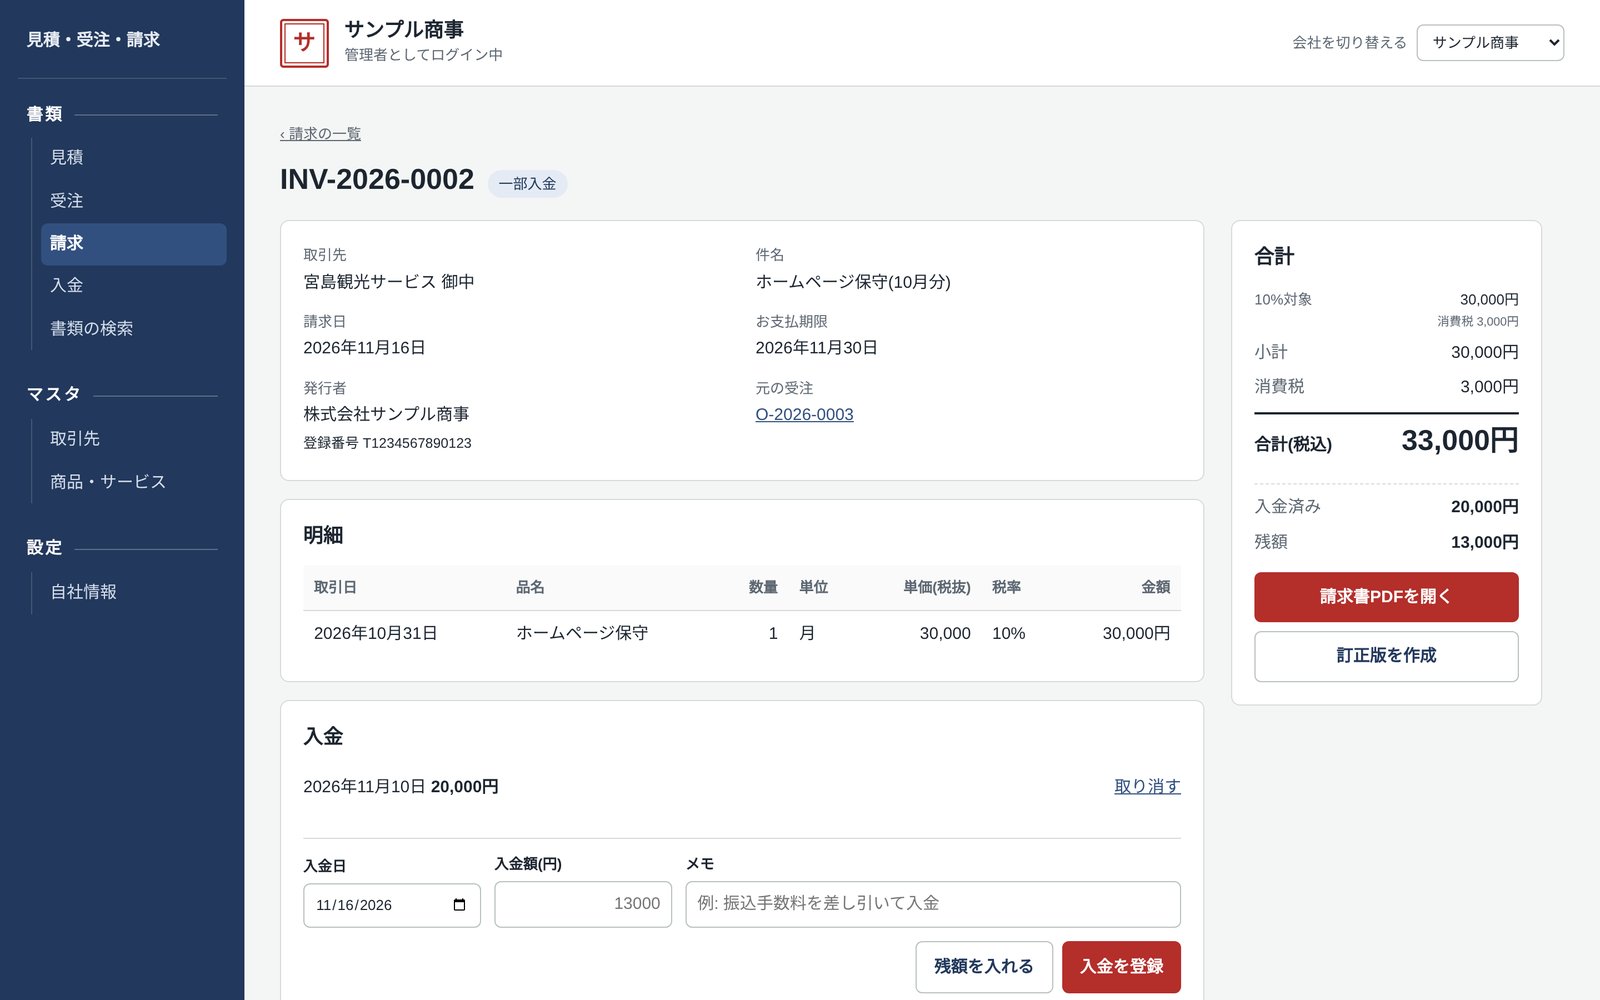 見積・受注・請求
書類
見積
受注
請求
入金
書類の検索
マスタ
取引先
商品・サービス
設定
自社情報
サ
サンプル商事
管理者としてログイン中
会社を切り替える
サンプル商事
‹ 請求の一覧
INV-2026-0002
一部入金
取引先
宮島観光サービス 御中
件名
ホームページ保守(10月分)
請求日
2026年11月16日
お支払期限
2026年11月30日
発行者
株式会社サンプル商事
登録番号 T1234567890123
元の受注
O-2026-0003
明細
取引日 品名 数量 単位 単価(税抜) 税率 金額
2026年10月31日 ホームページ保守 1 月 30,000 10% 30,000円
入金
2026年11月10日 20,000円 取り消す
入金日 入金額(円) メモ
11/16/2026 13000 例: 振込手数料を差し引いて入金
残額を入れる 入金を登録
合計
10%対象 30,000円
消費税 3,000円
小計 30,000円
消費税 3,000円
合計(税込) 33,000円
入金済み 20,000円
残額 13,000円
請求書PDFを開く
訂正版を作成